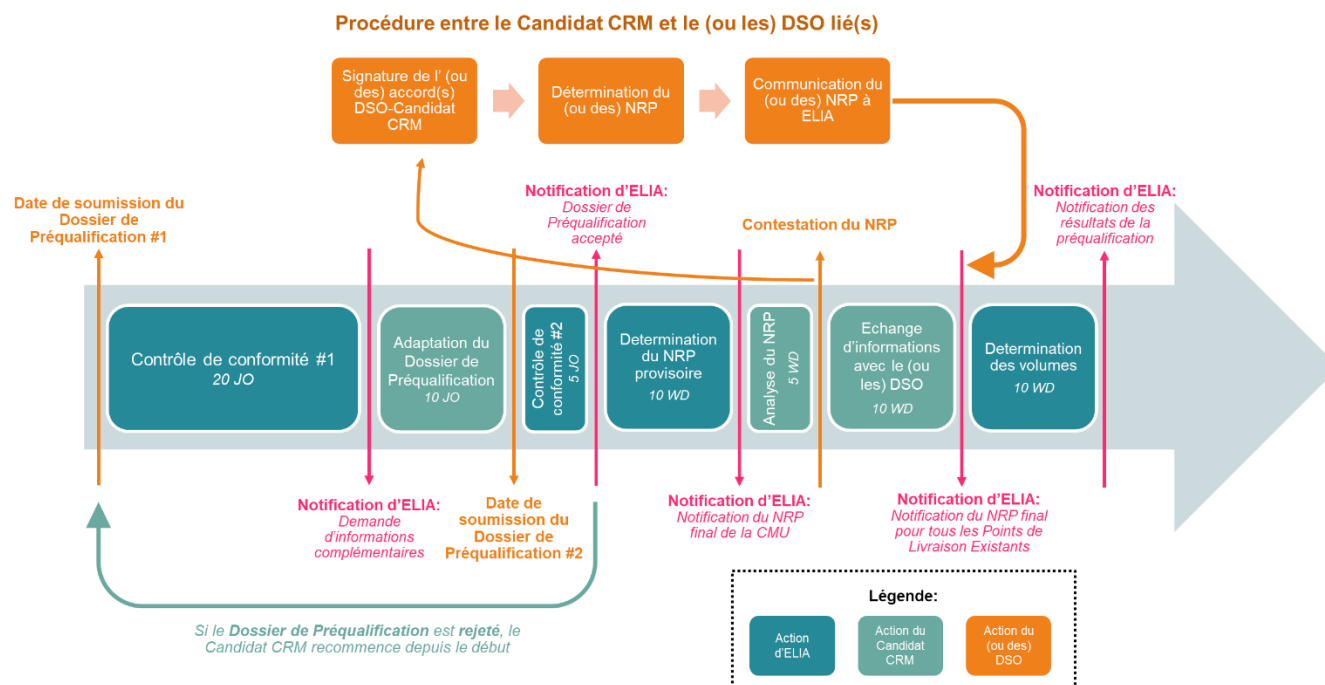 Procédure entre le Candidat CRM et le (ou les) DSO lié(s)
Signature de l' (ou
des) accord(s)
DSO-Candidat
CRM
Détermination du
(ou des) NRP
Communication du
(ou des) NRP à
ELIA
Date de soumission du
Dossier de
Préqualification #1
Notification d'ELIA:
Dossier de
Préqualification
accepté
Contestation du NRP
Notification d'ELIA:
Notification des
résultats de la
préqualification
Contrôle de conformité #1
20 JO
Adaptation du
Dossier de
Préqualification
10 JO
Contrôle de
conformité #2
5 JO
Determination
du NRP
provisoire
10 WD
Analyse du NRP
5 WD
Echange
d'informations
avec le (ou
les) DSO
10 WD
Determination
des volumes
10 WD
Notification d'ELIA:
Demande
d'informations
complémentaires
Date de
soumission du
Dossier de
Préqualification #2
Notification d'ELIA:
Notification du NRP
final de la CMU
Notification d'ELIA:
Notification du NRP final
pour tous les Points de
Livraison Existants
Si le Dossier de Préqualification est rejeté, le
Candidat CRM recommence depuis le début
Légende:
Action
d'ELIA
Action du
Candidat
CRM
Action du
(ou des)
DSO